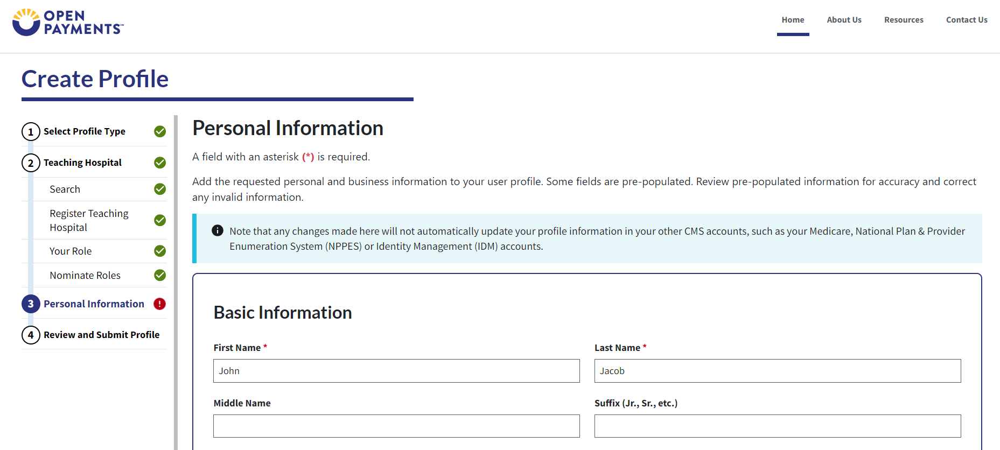 OPEN
PAYMENTS™
Home About Us Resources Contact Us
Create Profile
1 Select Profile Type
2 Teaching Hospital
Search
Register Teaching
Hospital
Your Role
Nominate Roles
3 Personal Information
4 Review and Submit Profile
Personal Information
A field with an asterisk (*) is required.
Add the requested personal and business information to your user profile. Some fields are pre-populated. Review pre-populated information for accuracy and correct
any invalid information.
Note that any changes made here will not automatically update your profile information in your other CMS accounts, such as your Medicare, National Plan & Provider
Enumeration System (NPPES) or Identity Management (IDM) accounts.
Basic Information
First Name * Last Name *
John Jacob
Middle Name Suffix (Jr., Sr., etc.)